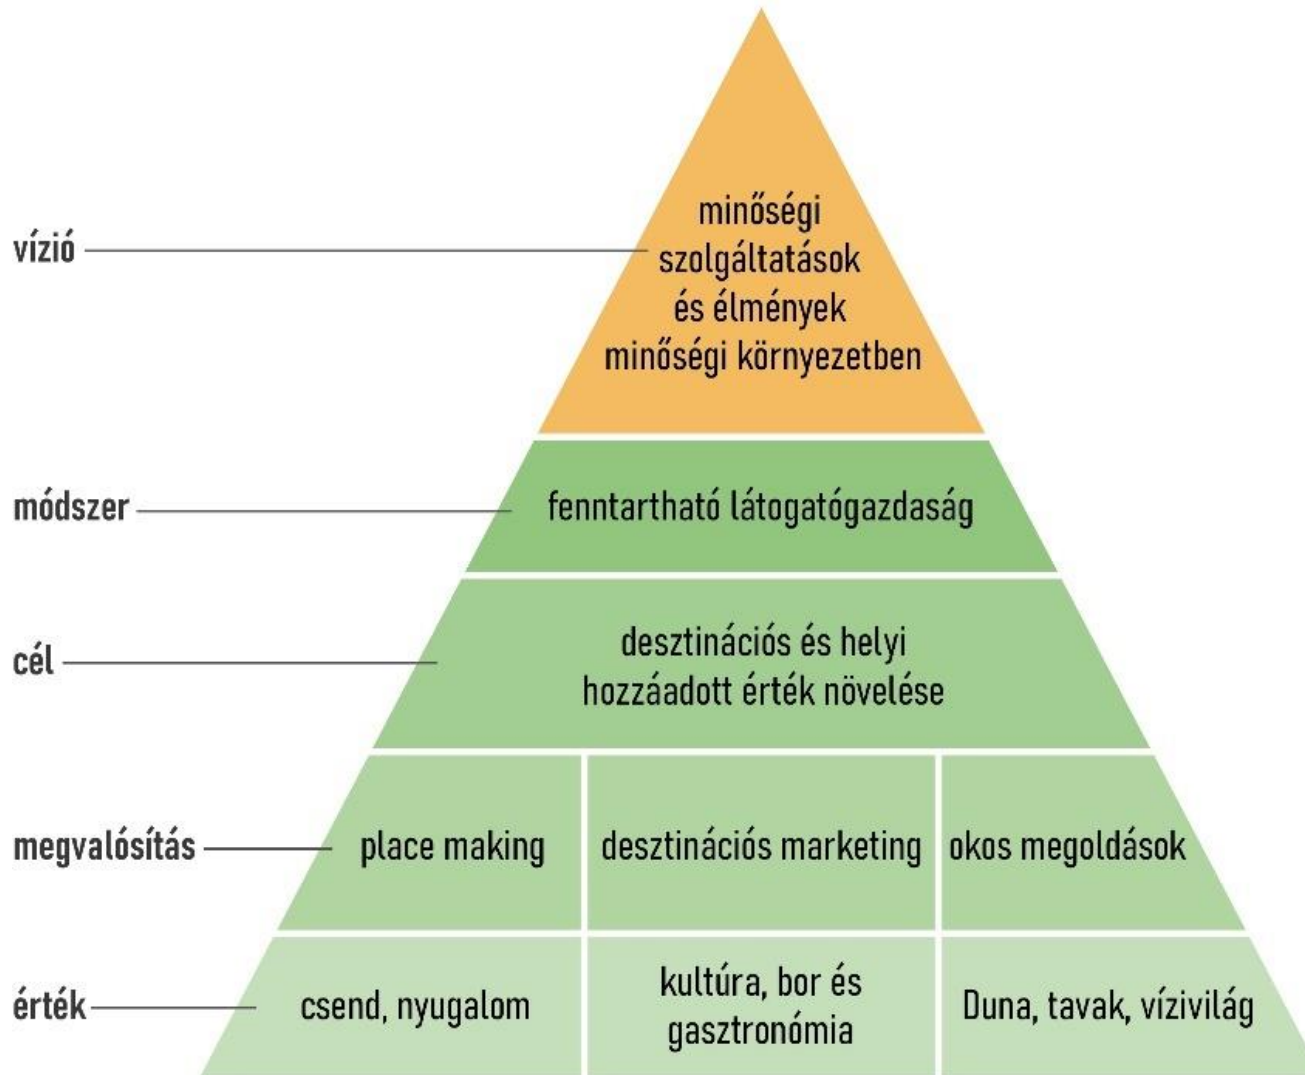 vízió
minőségi
szolgáltatások
és élmények
minőségi környezetben
módszer
fenntartható látogatógazdaság
cél
desztinációs és helyi
hozzáadott érték növelése
megvalósítás
place making
desztinációs marketing
okos megoldások
érték
csend, nyugalom
kultúra, bor és
gasztronómia
Duna, tavak, vízivilág